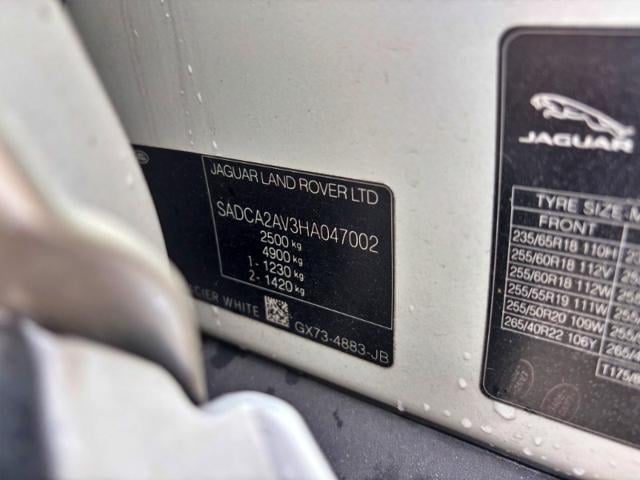 JAGUAR LAND ROVER LTD
SADCA2AV3HA047002
2500 kg
4900 kg
1- 1230 kg
2- 1420 kg
WHITE
GX73-4883-JB
JAGUAR
TYRE SIZE
FRONT
235/65R18 110H
255/60R18 112V
255/60R18 112W
255/55R19 111W
255/50R20 109W
265/40R22 106Y